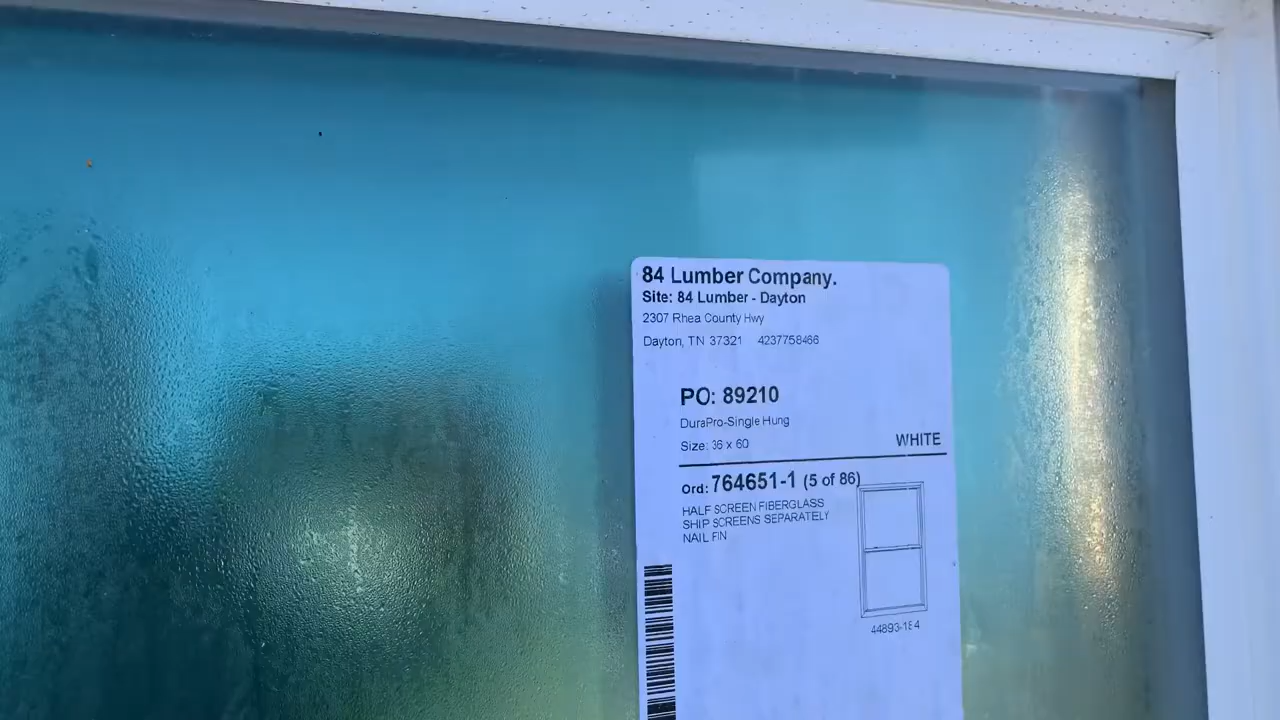 84 Lumber Company.
Site: 84 Lumber - Dayton
2307 Rhea County Hwy
Dayton, TN 37321 4237758466
PO: 89210
DuraPro-Single Hung
Size: 36 x 60
WHITE
Ord: 764651-1 (5 of 86)
HALF SCREEN FIBERGLASS
SHIP SCREENS SEPARATELY
NAIL FIN